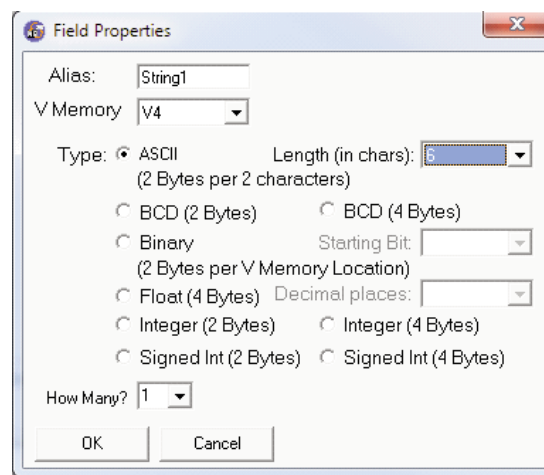 Field Properties
Alias: String1
V Memory V4
Type: ASCII Length (in chars): 6
(2 Bytes per 2 characters)
BCD (2 Bytes) BCD (4 Bytes)
Binary Starting Bit:
(2 Bytes per V Memory Location)
Float (4 Bytes) Decimal places:
Integer (2 Bytes) Integer (4 Bytes)
Signed Int (2 Bytes) Signed Int (4 Bytes)
How Many? 1
OK Cancel